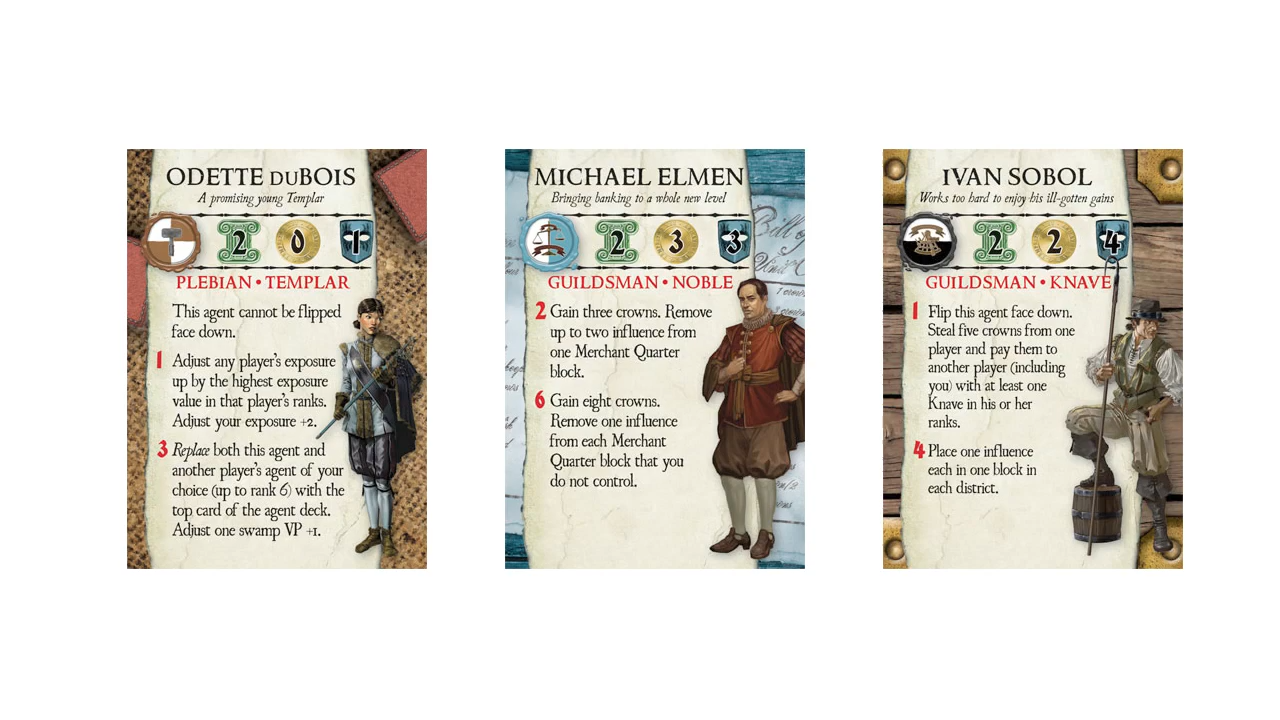 ODETTE DUBOIS
A promising young Templar
2 0 1
PLEBIAN • TEMPLAR
This agent cannot be flipped
face down.
1 Adjust any player's exposure
up by the highest exposure
value in that player's ranks.
Adjust your exposure +2.
3 Replace both this agent and
another player's agent of your
choice (up to rank 6) with the
top card of the agent deck.
Adjust one swamp VP +1.
MICHAEL ELMEN
Bringing banking to a whole new level
2 3 3
GUILDSMAN • NOBLE
2 Gain three crowns. Remove
up to two influence from
one Merchant Quarter
block.
6 Gain eight crowns.
Remove one influence
from each Merchant
Quarter block that you
do not control.
IVAN SOBOL
Works too hard to enjoy his ill-gotten gains
2 2 4
GUILDSMAN • KNAVE
1 Flip this agent face down.
Steal five crowns from one
player and pay them to
another player (including
you) with at least one
Knave in his or her
ranks.
4 Place one influence
each in one block in
each district.